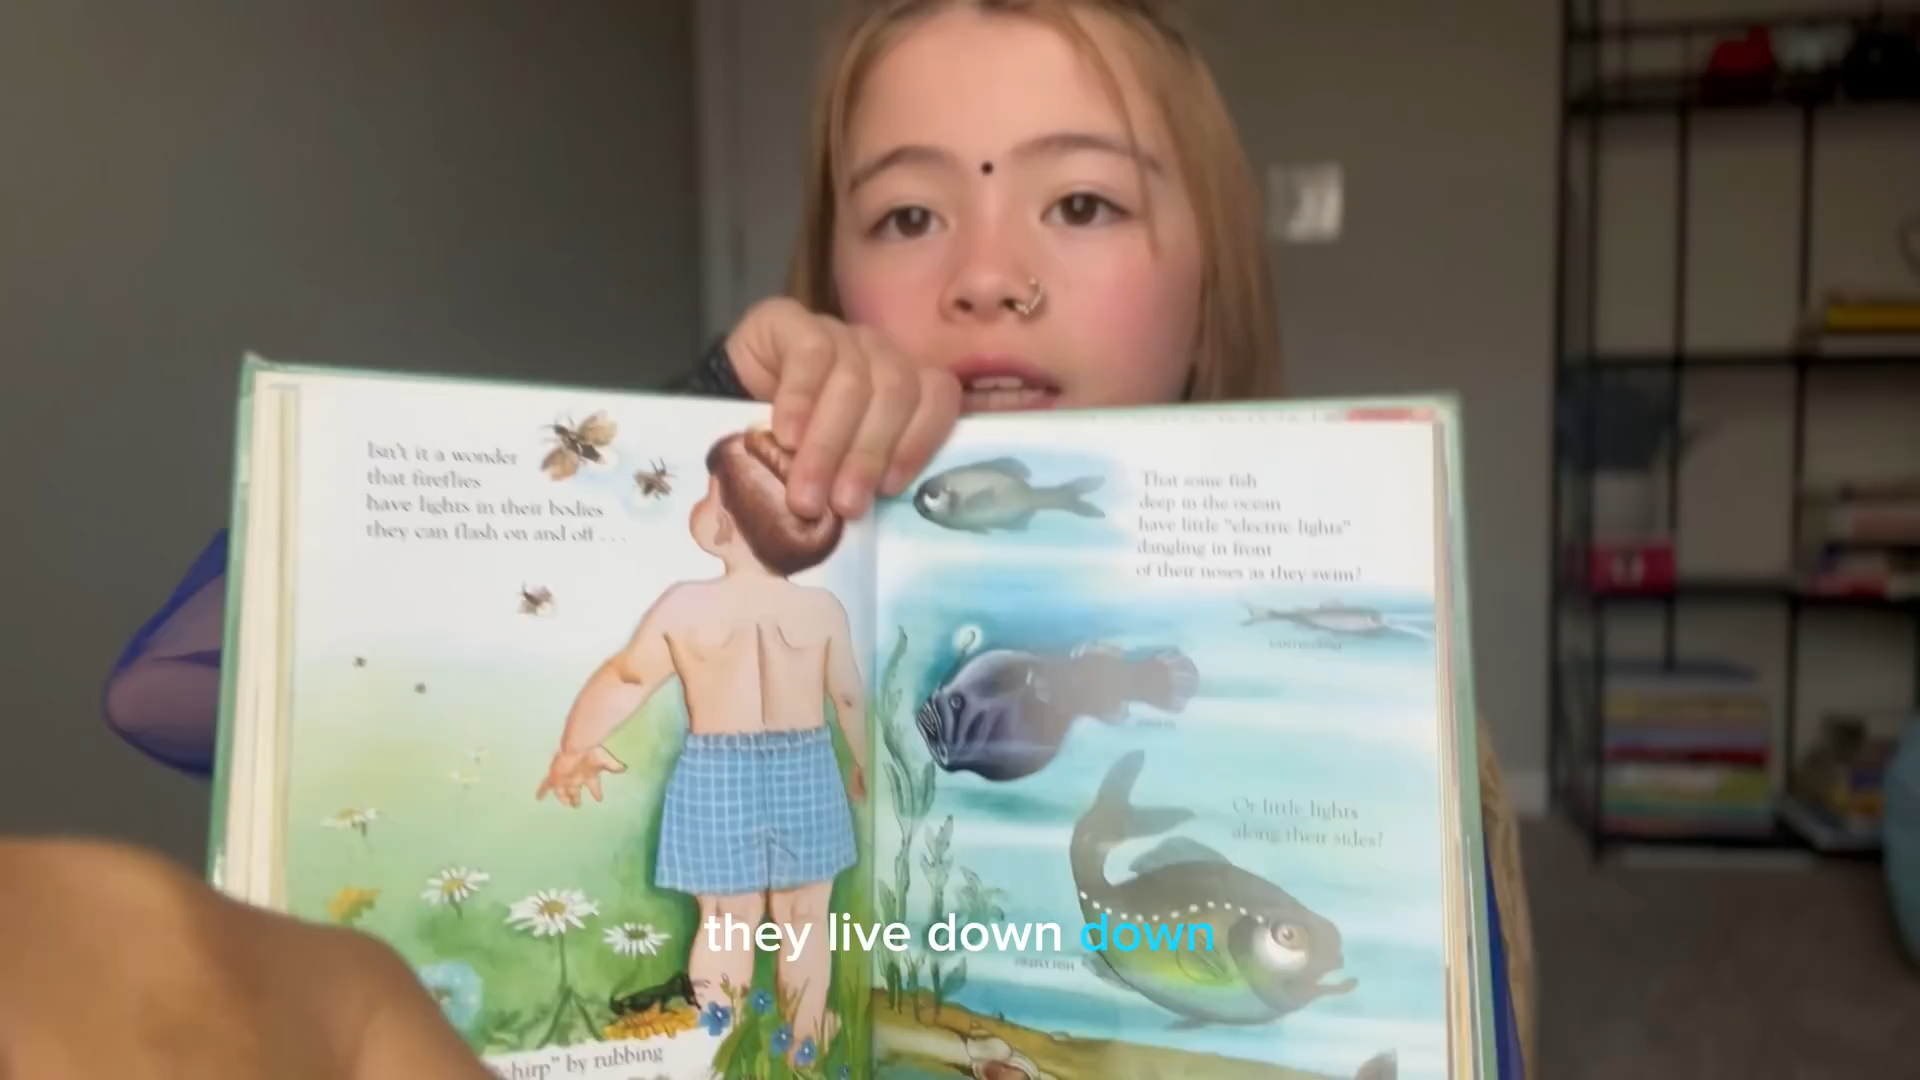 Isn't it a wonder
that fireflies
have lights in their bodies
they can flash on and off . . .
chirp" by rubbing
That some fish
deep in the ocean
have little "electric lights"
dangling in front
of their noses as they swim?
Or little lights
along their sides?
they live down down